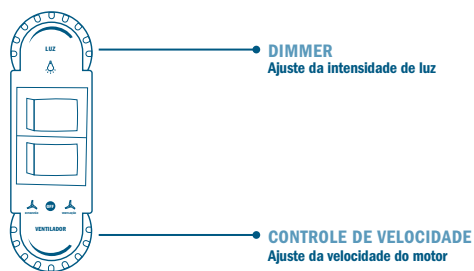 LUZ
DIMMER
Ajuste da intensidade de luz
OFF
VENTILADOR
CONTROLE DE VELOCIDADE
Ajuste da velocidade do motor